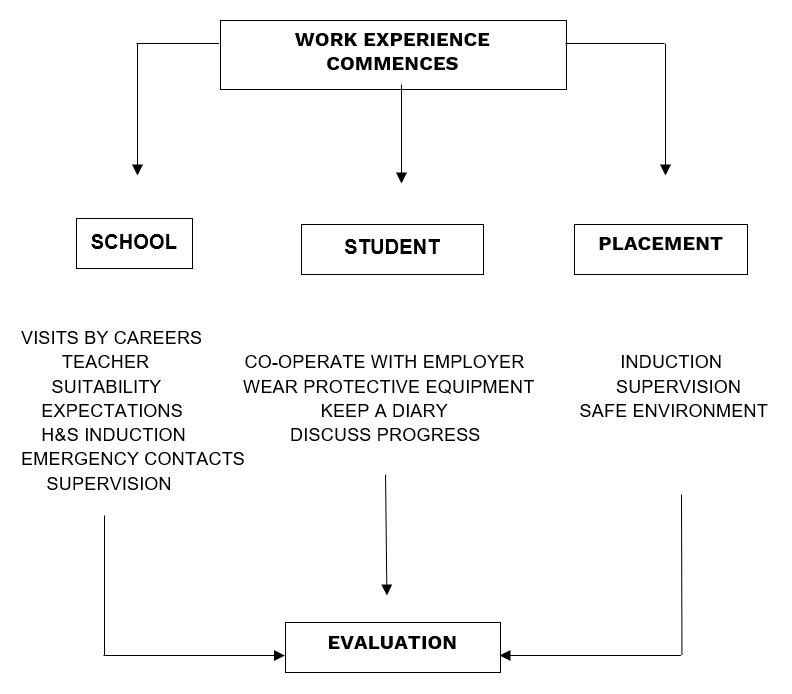 WORK EXPERIENCE
COMMENCES
SCHOOL
STUDENT
PLACEMENT
VISITS BY CAREERS
TEACHER
SUITABILITY
EXPECTATIONS
H&S INDUCTION
EMERGENCY CONTACTS
SUPERVISION
CO-OPERATE WITH EMPLOYER
WEAR PROTECTIVE EQUIPMENT
KEEP A DIARY
DISCUSS PROGRESS
INDUCTION
SUPERVISION
SAFE ENVIRONMENT
EVALUATION